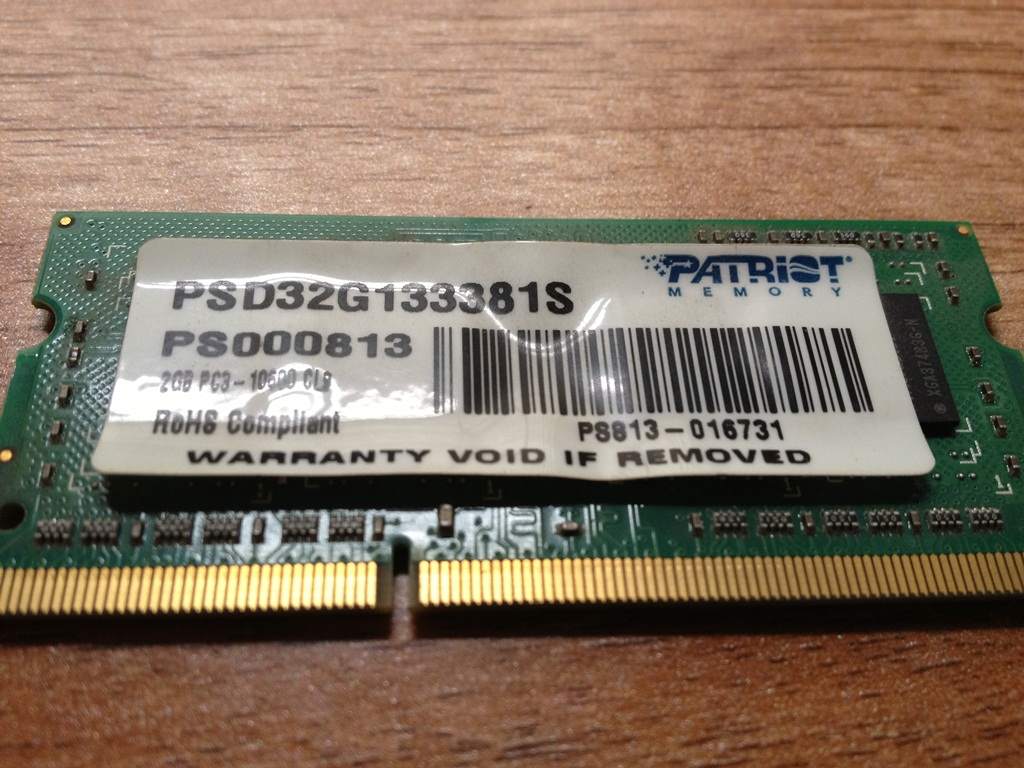 PATRIOT
MEMORY
PSD32G133381S
PS000813
2GB PC3-10600 CL9
RoHS Compliant
PS813-016731
WARRANTY VOID IF REMOVED